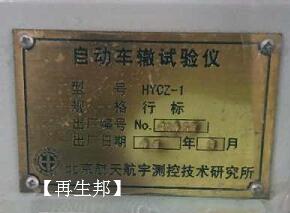 自动车辙试验仪
型 号 HYCZ-1
规 格 行 标
出厂编号 No.
出厂日期 年 月
北京航天航宇测控技术研究所
【再生邦】